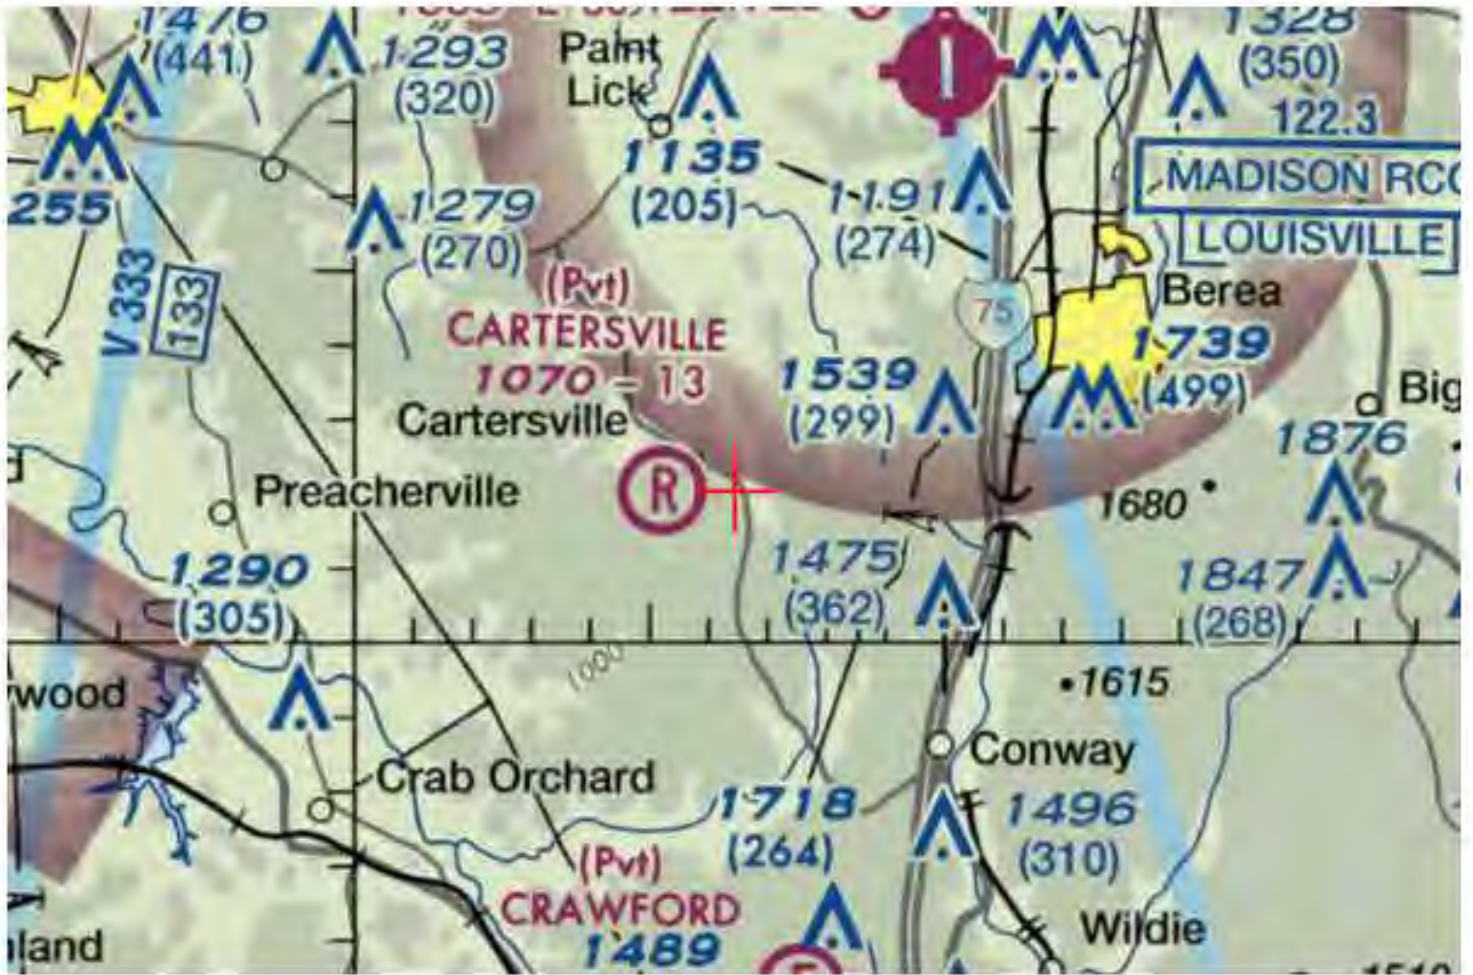 1476
(441)
1293
(320)
Paint
Lick
1328
(350)
122.3
MADISON RCO
LOUISVILLE
255
1279
(270)
1135
(205)
1191
(274)
V 333
133
(Pvt)
CARTERSVILLE
1070 - 13
Cartersville
R
75
Berea
1739
(499)
1539
(299)
Big
1876
Preacherville
1680
1290
(305)
1475
(362)
1847
(268)
wood
1000
1615
Crab Orchard
Conway
1718
(264)
1496
(310)
(Pvt)
CRAWFORD
1489
Wildie
land